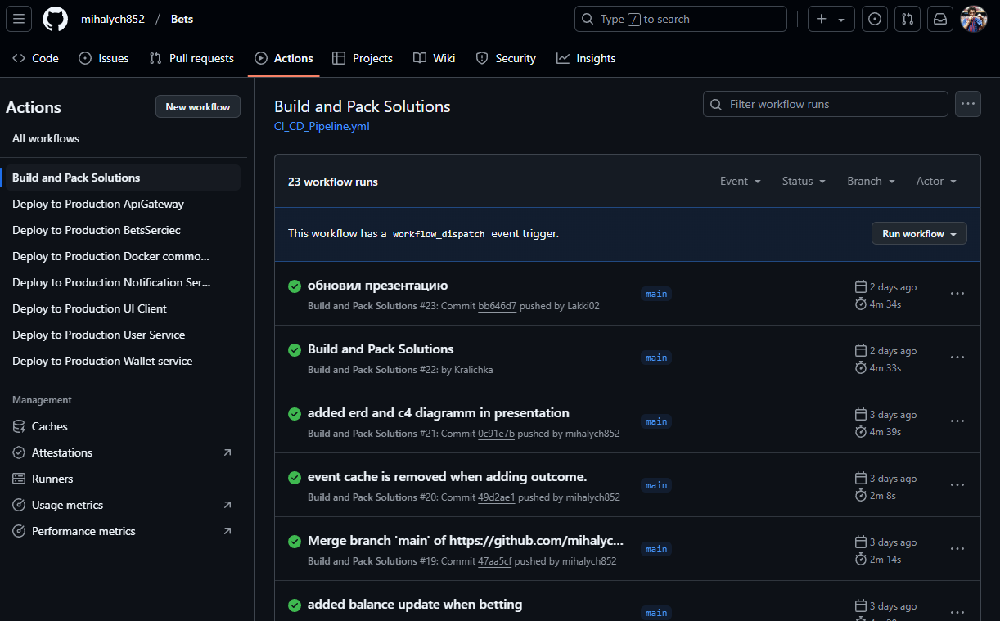 mihalych852 / Bets
Type / to search
Code Issues Pull requests Actions Projects Wiki Security Insights
Actions
New workflow
All workflows
Build and Pack Solutions
Deploy to Production ApiGateway
Deploy to Production BetsSerciec
Deploy to Production Docker commo...
Deploy to Production Notification Ser...
Deploy to Production UI Client
Deploy to Production User Service
Deploy to Production Wallet service
Management
Caches
Attestations
Runners
Usage metrics
Performance metrics
Build and Pack Solutions
CI_CD_Pipeline.yml
Filter workflow runs
23 workflow runs
Event Status Branch Actor
This workflow has a workflow_dispatch event trigger.
Run workflow
обновил презентацию
Build and Pack Solutions #23: Commit bb646d7 pushed by Lakki02
main
2 days ago
4m 34s
Build and Pack Solutions
Build and Pack Solutions #22: by Kralichka
main
2 days ago
4m 33s
added erd and c4 diagramm in presentation
Build and Pack Solutions #21: Commit 0c91e7b pushed by mihalych852
main
3 days ago
4m 39s
event cache is removed when adding outcome.
Build and Pack Solutions #20: Commit 49d2ae1 pushed by mihalych852
main
3 days ago
2m 8s
Merge branch 'main' of https://github.com/mihalyc...
Build and Pack Solutions #19: Commit 47aa5cf pushed by mihalych852
main
3 days ago
2m 14s
added balance update when betting
main
3 days ago